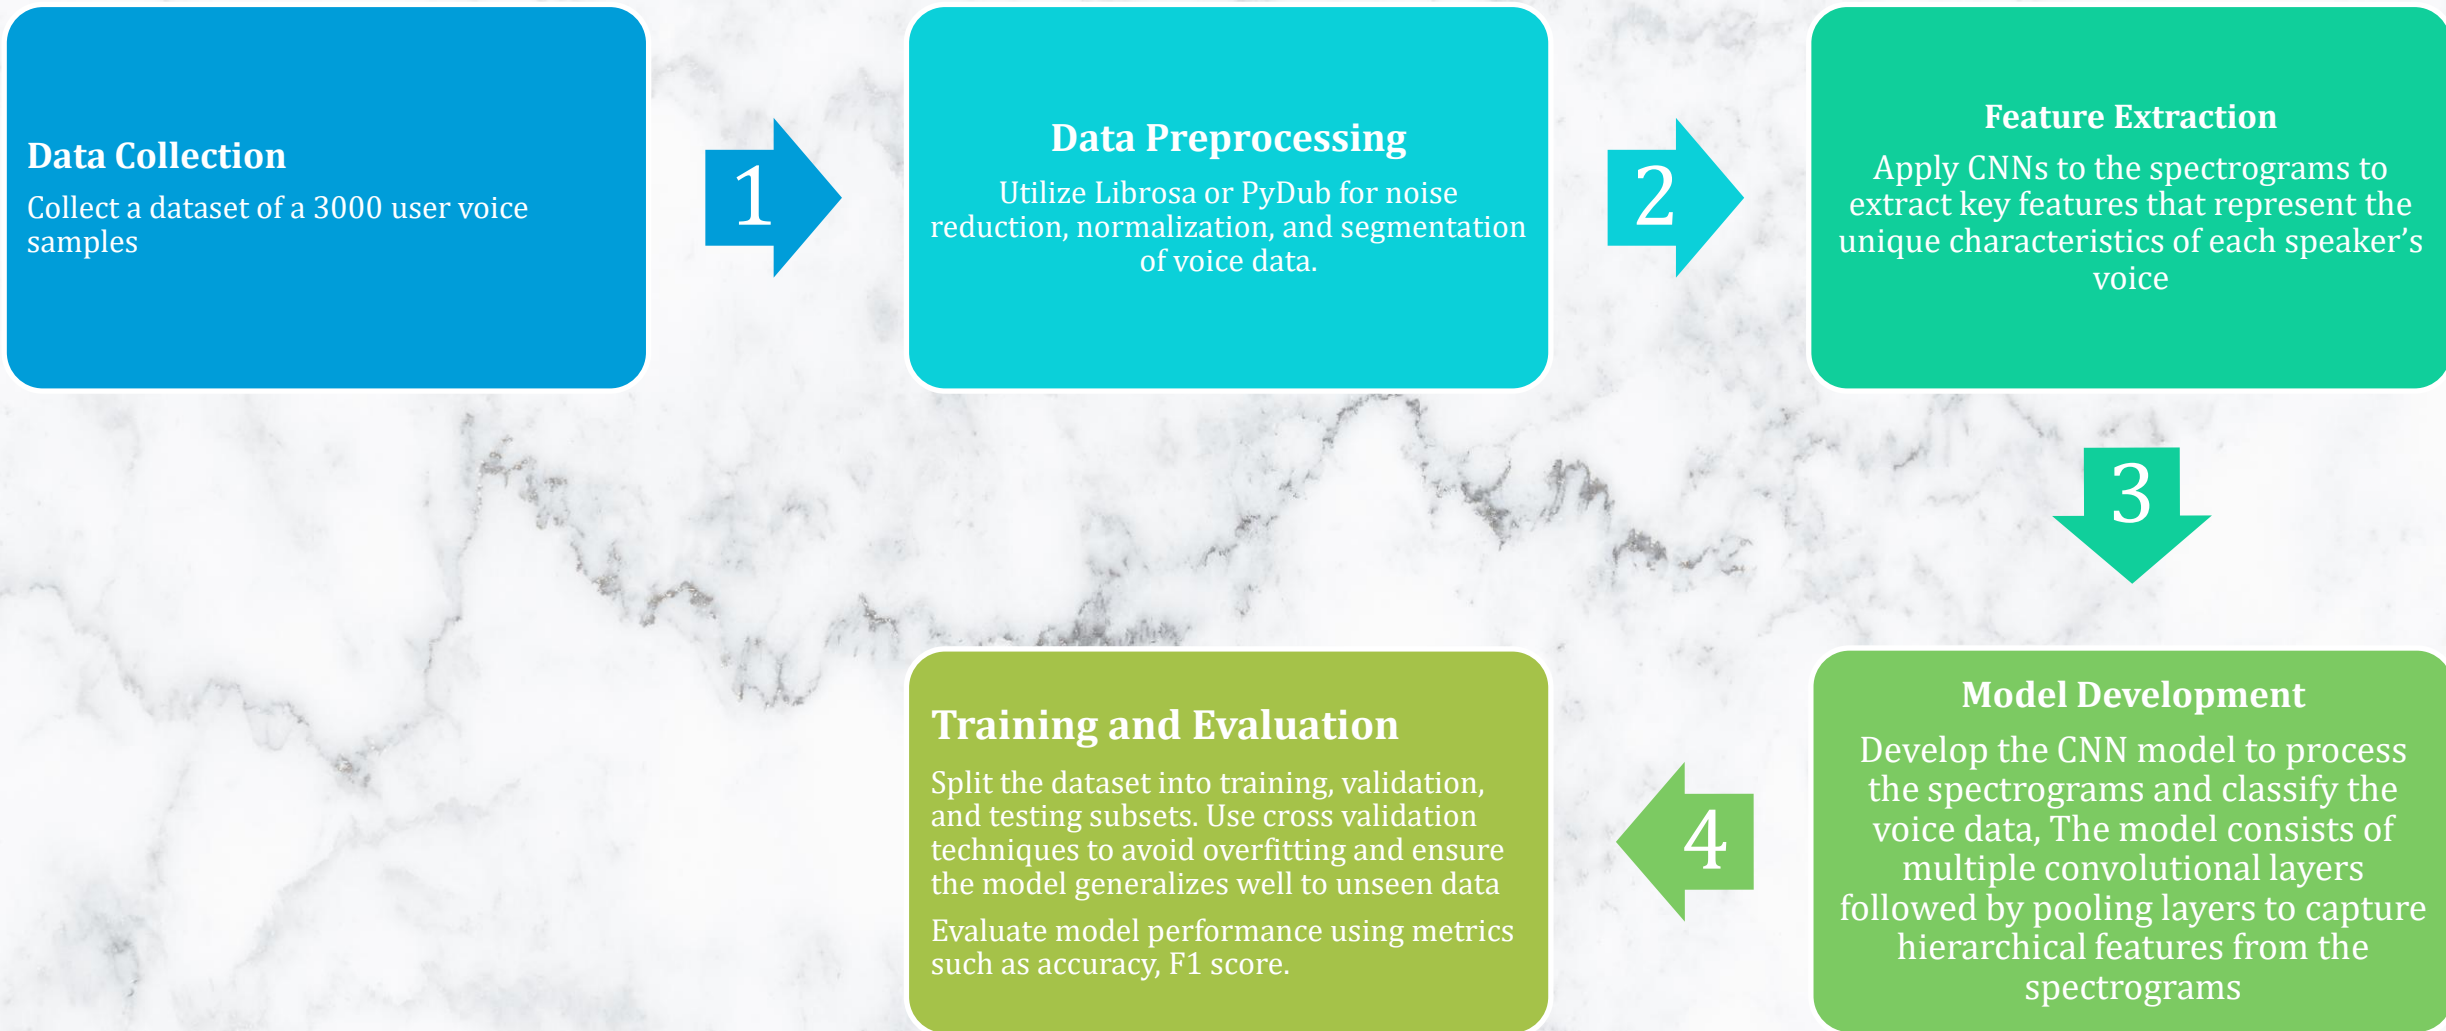 Data Collection
Collect a dataset of a 3000 user voice
samples
1
Data Preprocessing
Utilize Librosa or PyDub for noise
reduction, normalization, and segmentation
of voice data.
2
Feature Extraction
Apply CNNs to the spectrograms to
extract key features that represent the
unique characteristics of each speaker’s
voice
3
Model Development
Develop the CNN model to process
the spectrograms and classify the
voice data, The model consists of
multiple convolutional layers
followed by pooling layers to capture
hierarchical features from the
spectrograms
4
Training and Evaluation
Split the dataset into training, validation,
and testing subsets. Use cross validation
techniques to avoid overfitting and ensure
the model generalizes well to unseen data
Evaluate model performance using metrics
such as accuracy, F1 score.